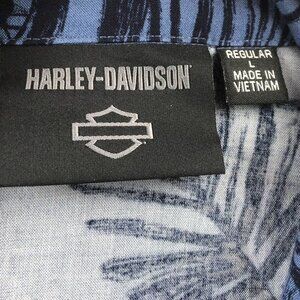 HARLEY-DAVIDSON
REGULAR
L
MADE IN
VIETNAM